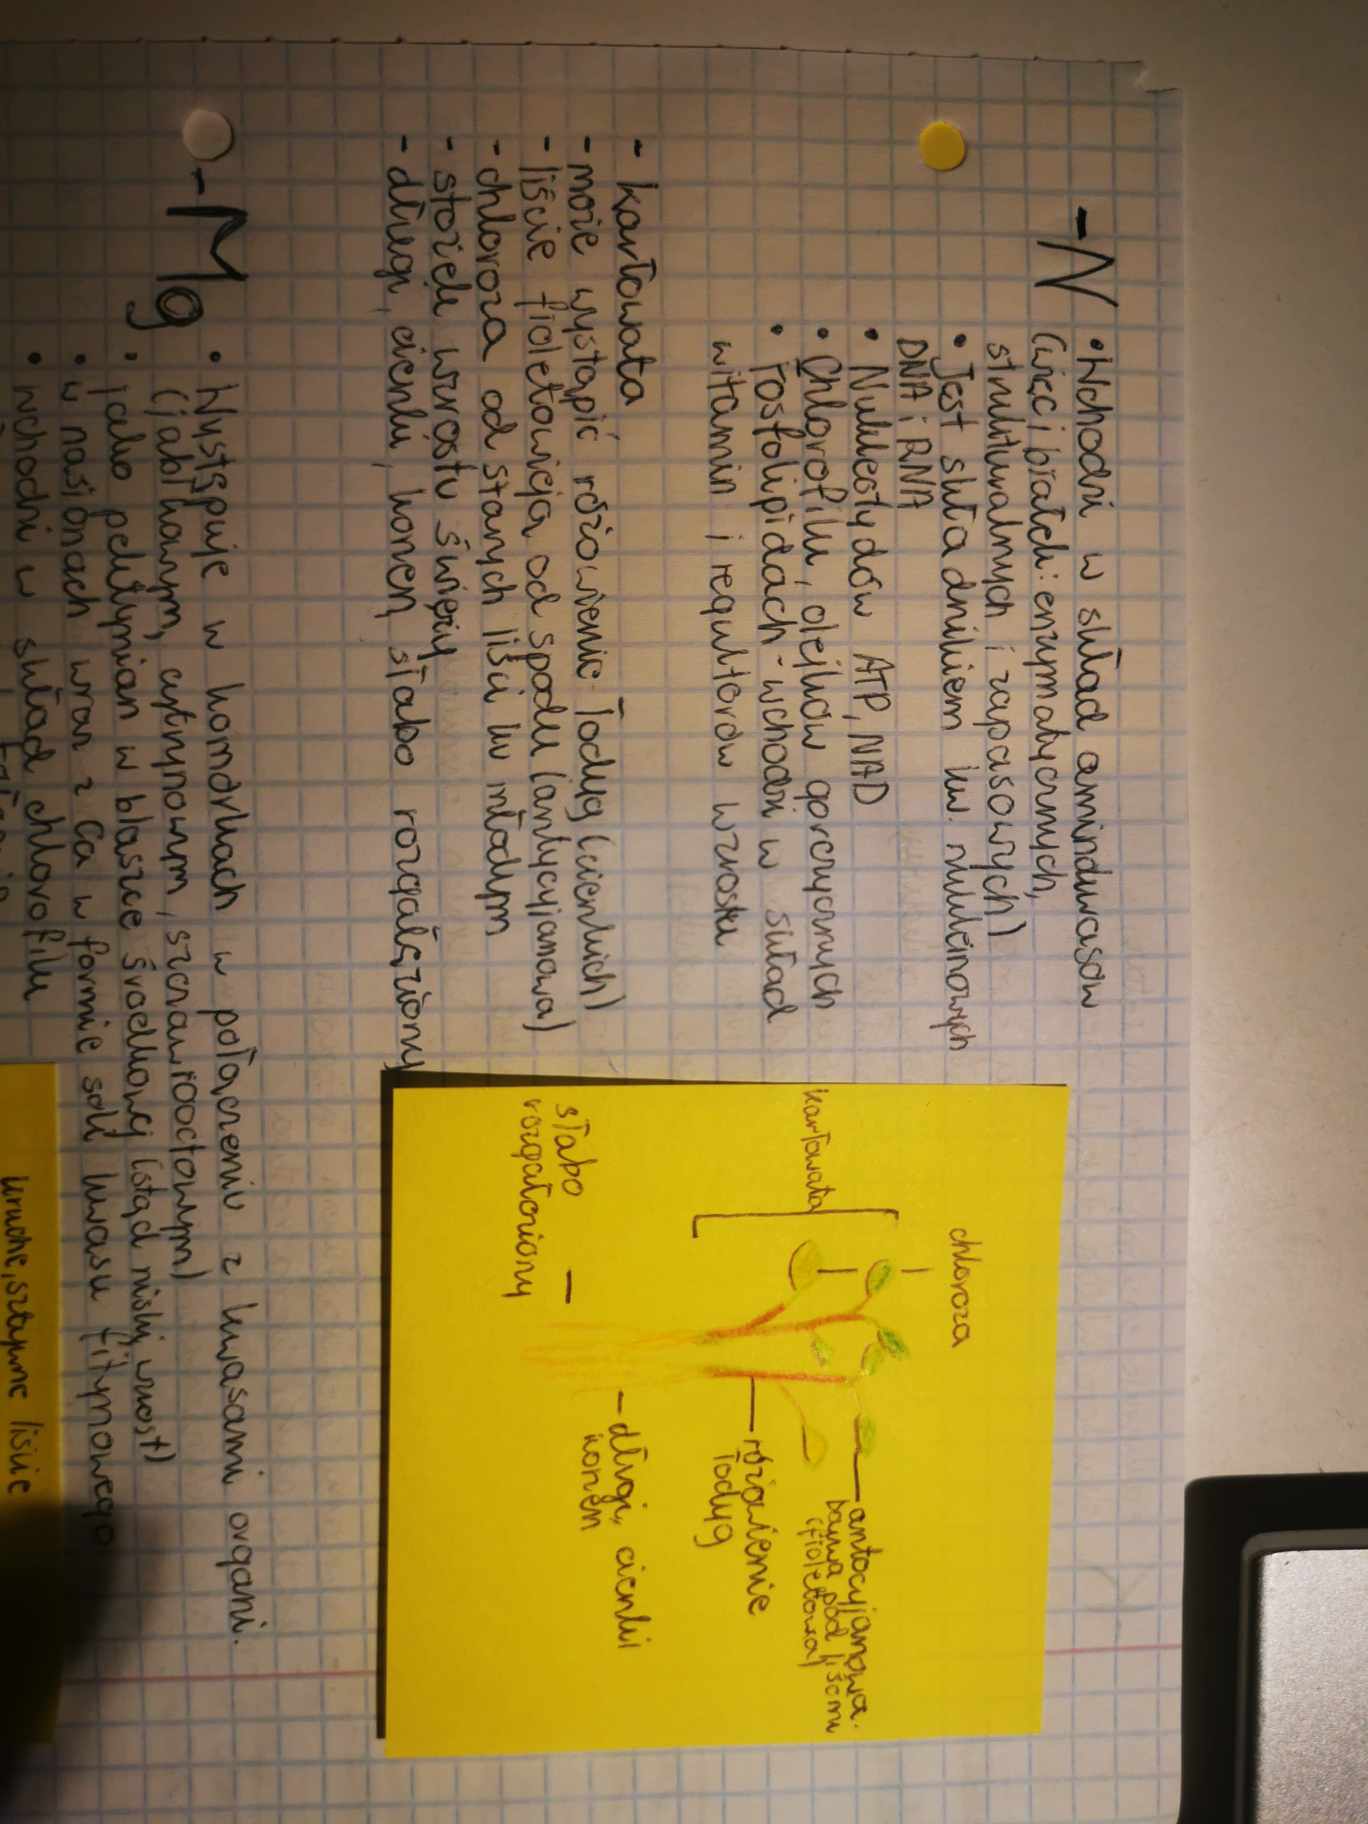 -N
• Wchodzi w skład aminokwasów
(więc i białek: enzymatycznych,
strukturalnych i zapasowych)
• Jest składnikiem kw. nukleinowych
DNA i RNA
• Nukleotydów ATP, NAD
• Chlorofilu, olejków gorczycznych
• fosfolipidach - wchodzi w skład
witamin i regulatorów wzrostu
- karłowata
- może wystąpić różowienie łodyg (cienkich)
- liście fioletowieją od spodu (antycyjanowa)
- chloroza od starych liści ku młodym
- stożek wzrostu świeży
- długi, cienki, korzeń słabo rozgałęziony
chloroza
karłowata
antocyjanowa
barwa pod liśćmi
(fioletowa)
różowienie
łodyg
długi, cienki
korzeń
słabo
rozgałęziony
-Mg
• Występuje w komórkach w połączeniu z kwasami organi.
(jabłkowym, cytrynowym, szczawiooctowym)
• jako pektynian w blaszce środkowej (stąd niski wzrost)
• w nasionach wraz z Ca w formie soli kwasu fitynowego
• wchodzi w skład chlorofilu
kruche, sztywne liście